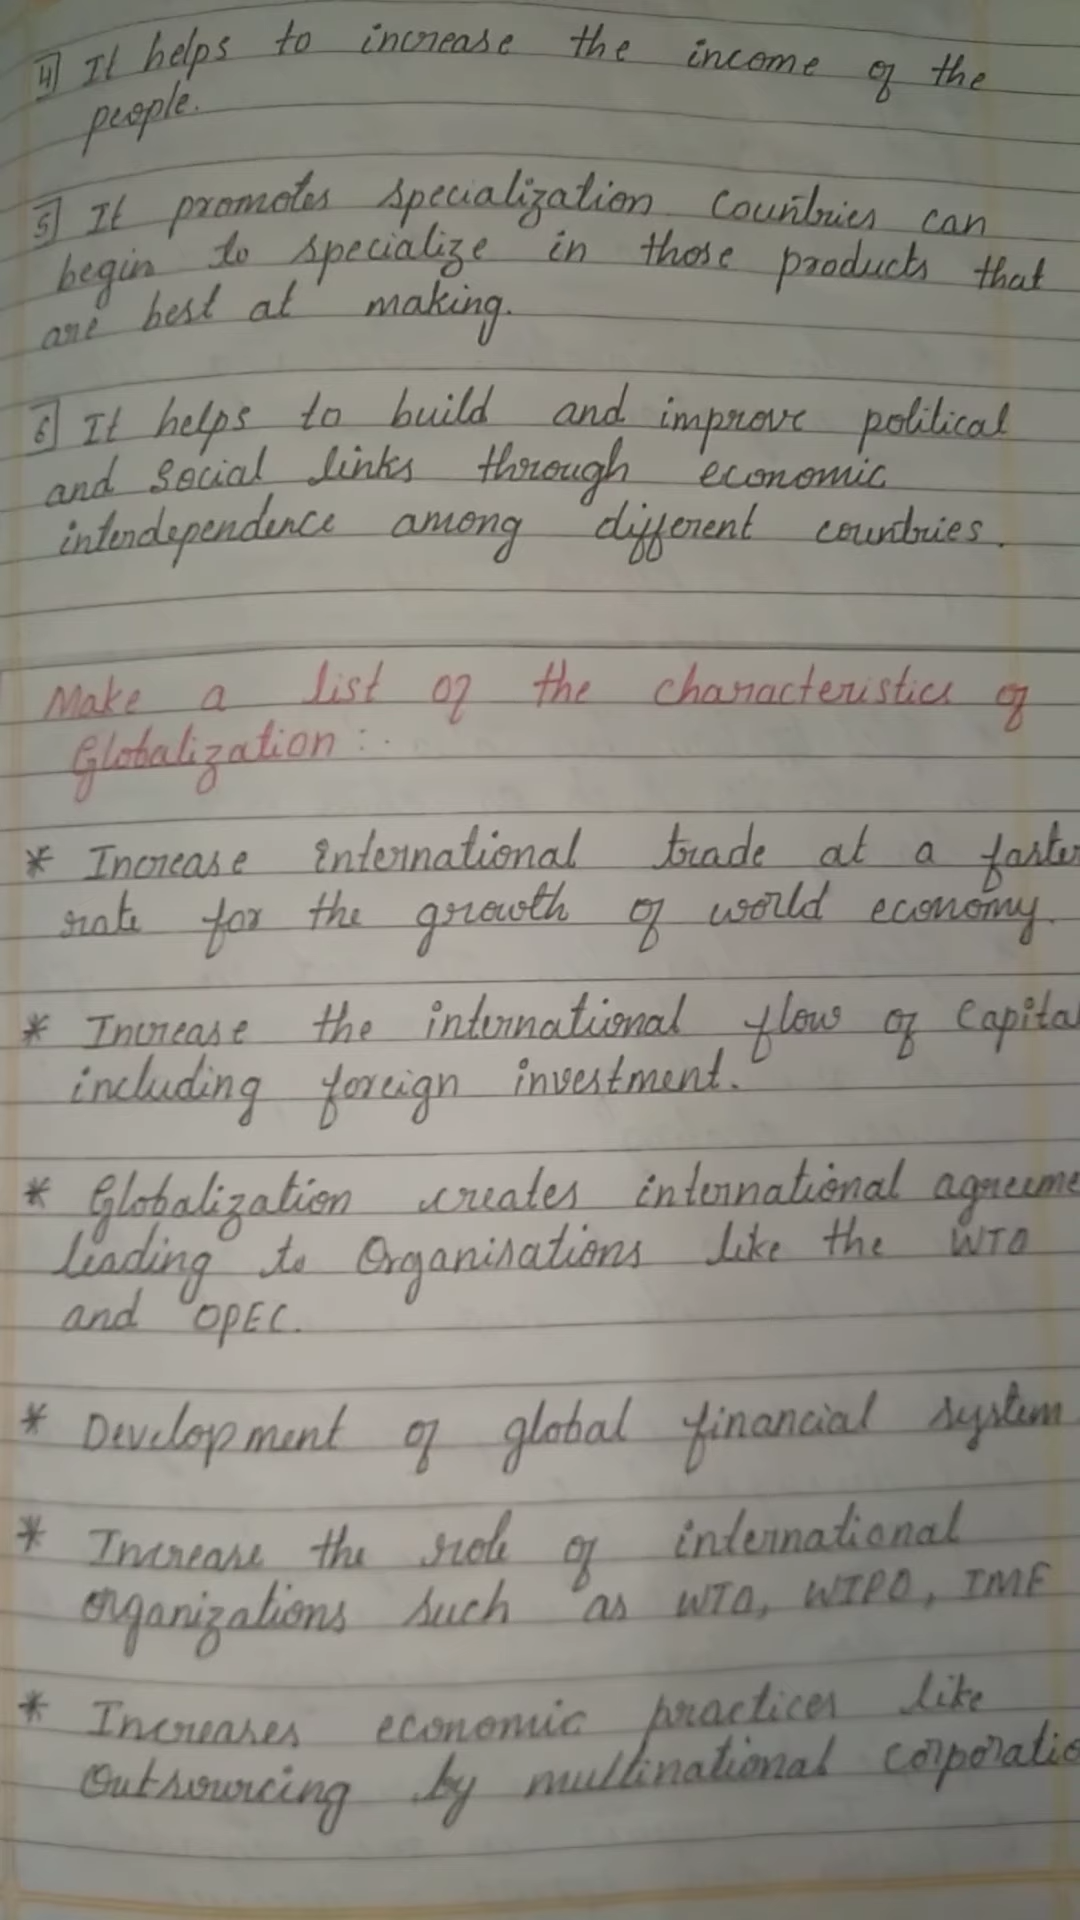 4] It helps to increase the income of the
people.
5] It promotes specialization. Countries can
begin to specialize in those products that
are best at making.
6] It helps to build and improve political
and social links through economic
interdependence among different countries.
Make a list of the characteristics of
Globalization :-
* Increase international trade at a faster
rate for the growth of world economy.
* Increase the international flow of Capital
including foreign investment.
* Globalization creates international agreeme
leading to Organisations like the WTO
and OPEC.
* Development of global financial system
* Increase the role of international
organizations such as WTO, WIPO, IMF
* Increases economic practices like
Outsourcing by multinational corporatio